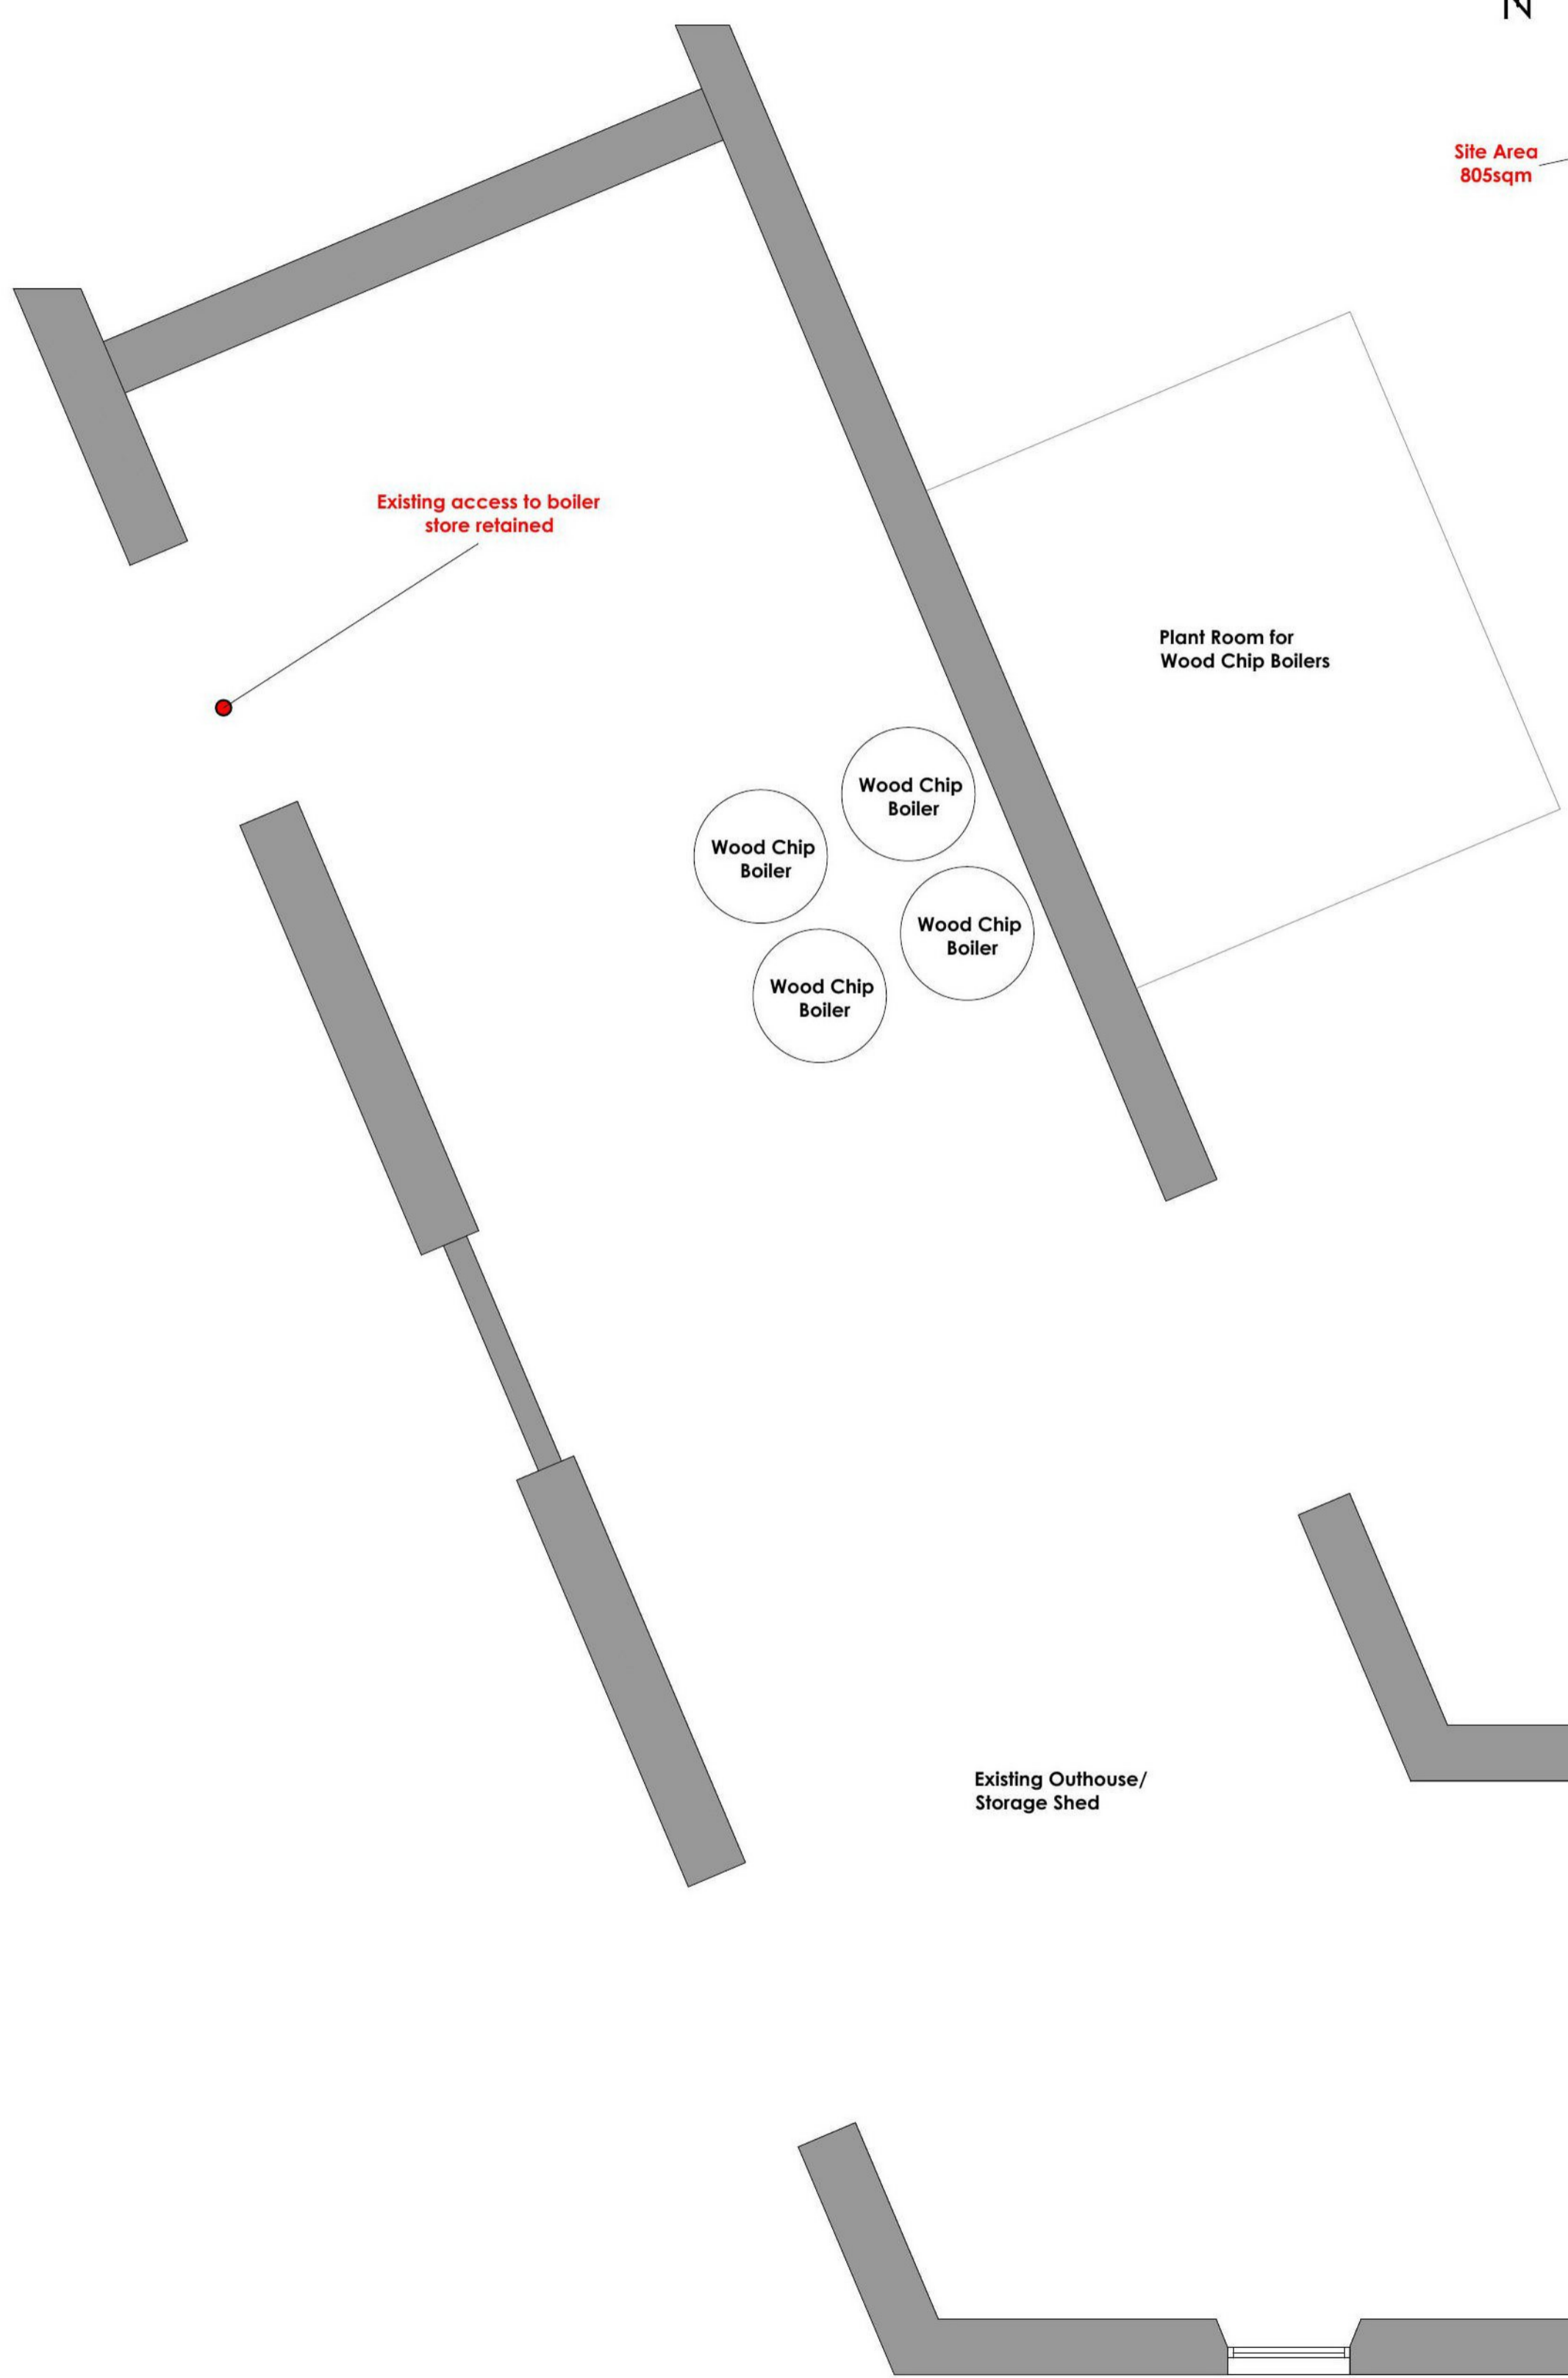 N
Site Area
805sqm
Existing access to boiler
store retained
Plant Room for
Wood Chip Boilers
Wood Chip
Boiler
Wood Chip
Boiler
Wood Chip
Boiler
Wood Chip
Boiler
Existing Outhouse/
Storage Shed